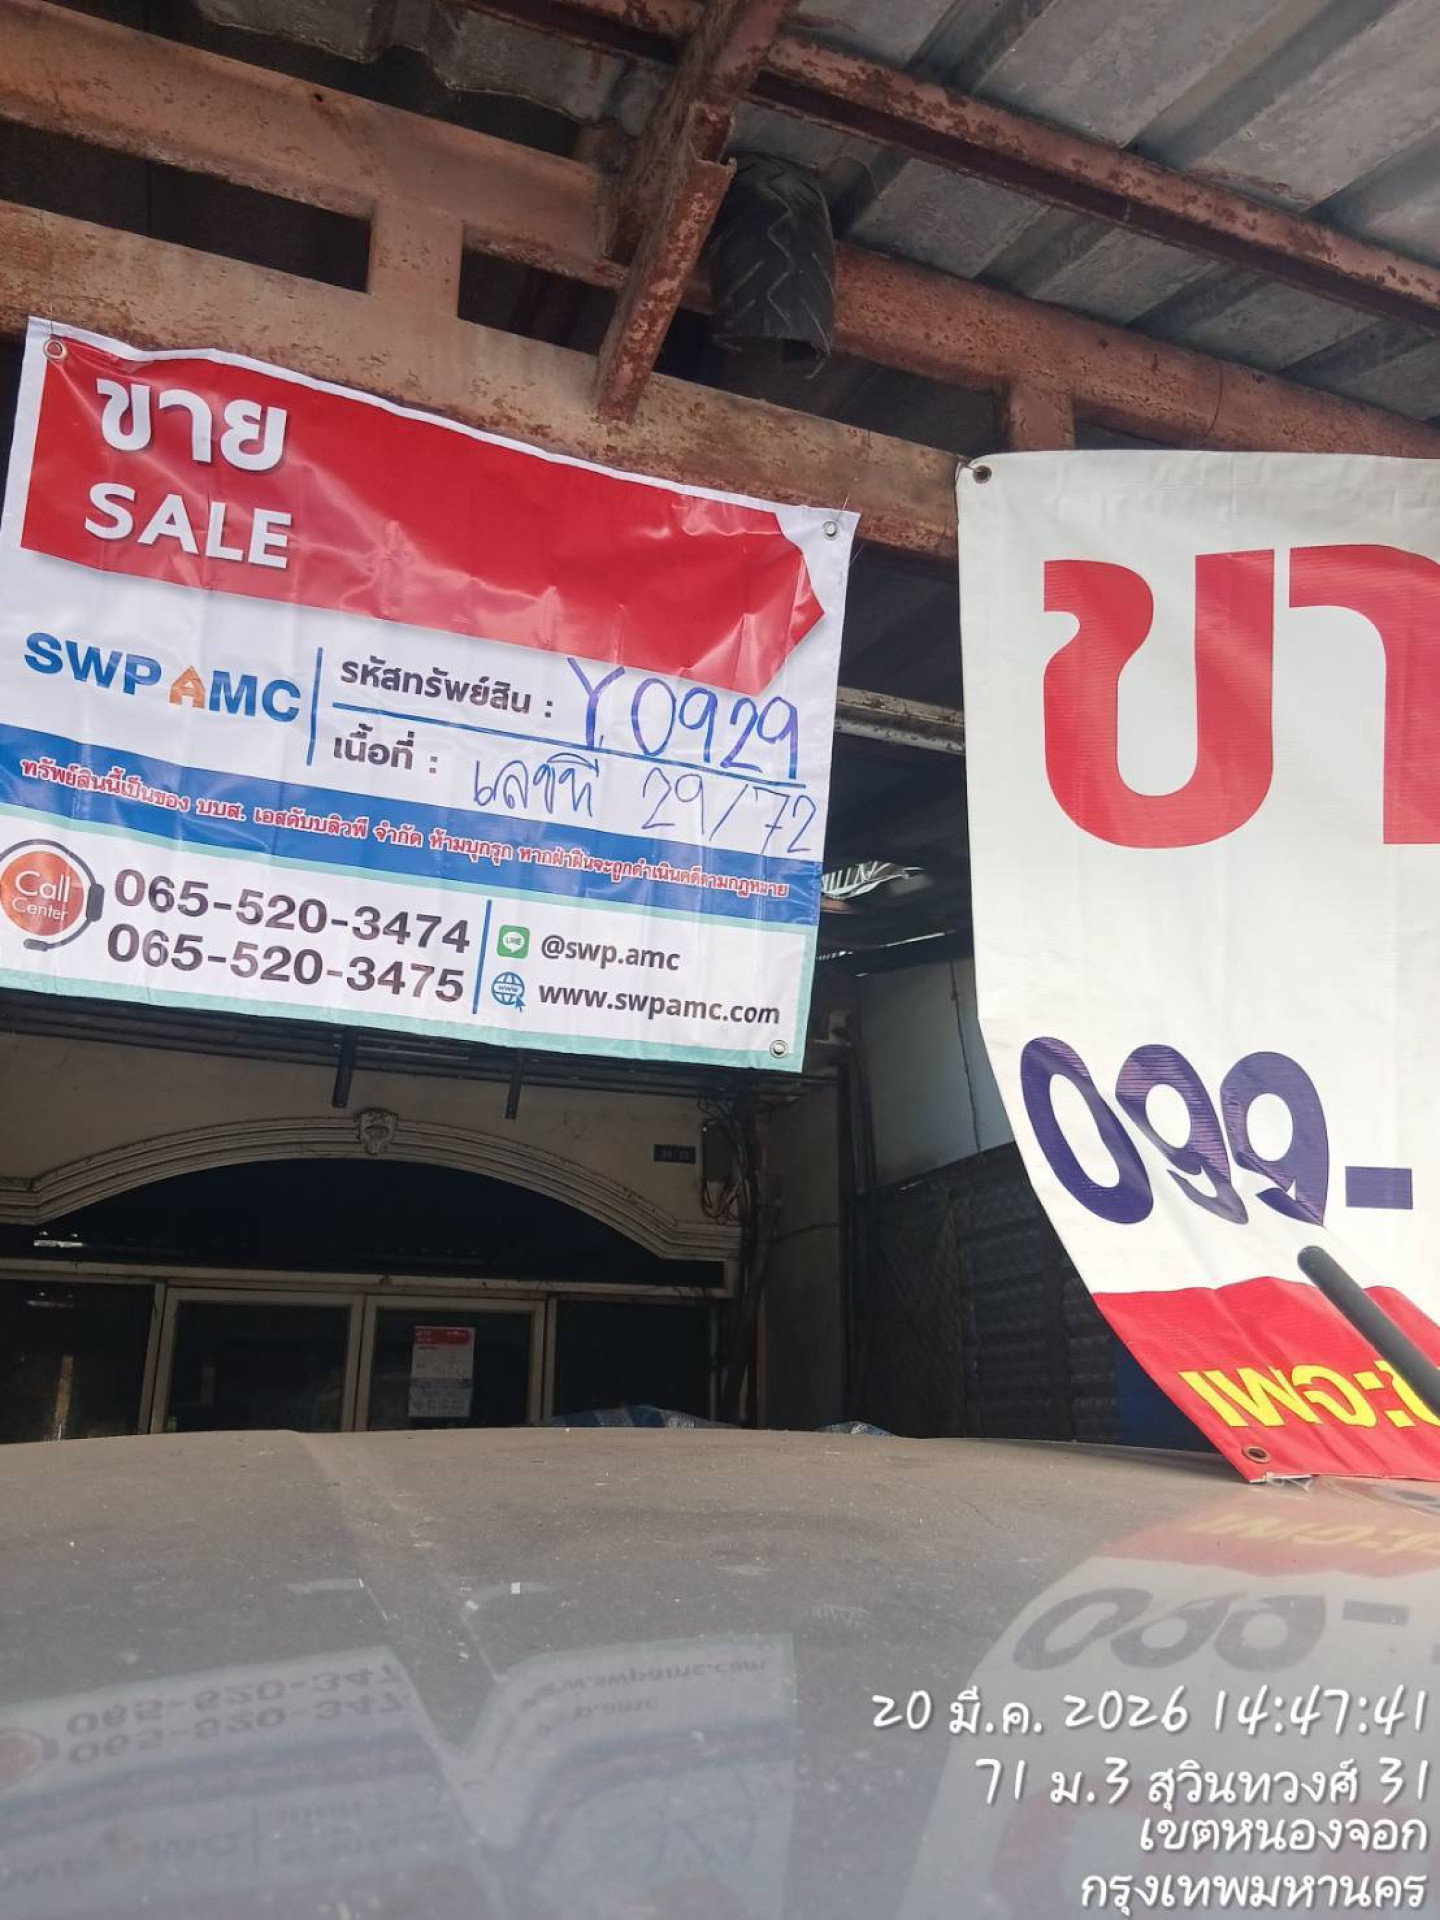 ขาย
SALE
SWP AMC
รหัสทรัพย์สิน : Y0929
เนื้อที่ : เลขที่ 29/72
ทรัพย์สินนี้เป็นของ บบส. เอสดับบลิวพี จำกัด ห้ามบุกรุก หากฝ่าฝืนจะถูกดำเนินคดีตามกฎหมาย
Call
Center
065-520-3474
065-520-3475
LINE @swp.amc
www www.swpamc.com
ขา
099-
20 มี.ค. 2026 14:47:41
71 ม.3 สุวินทวงศ์ 31
เขตหนองจอก
กรุงเทพมหานคร